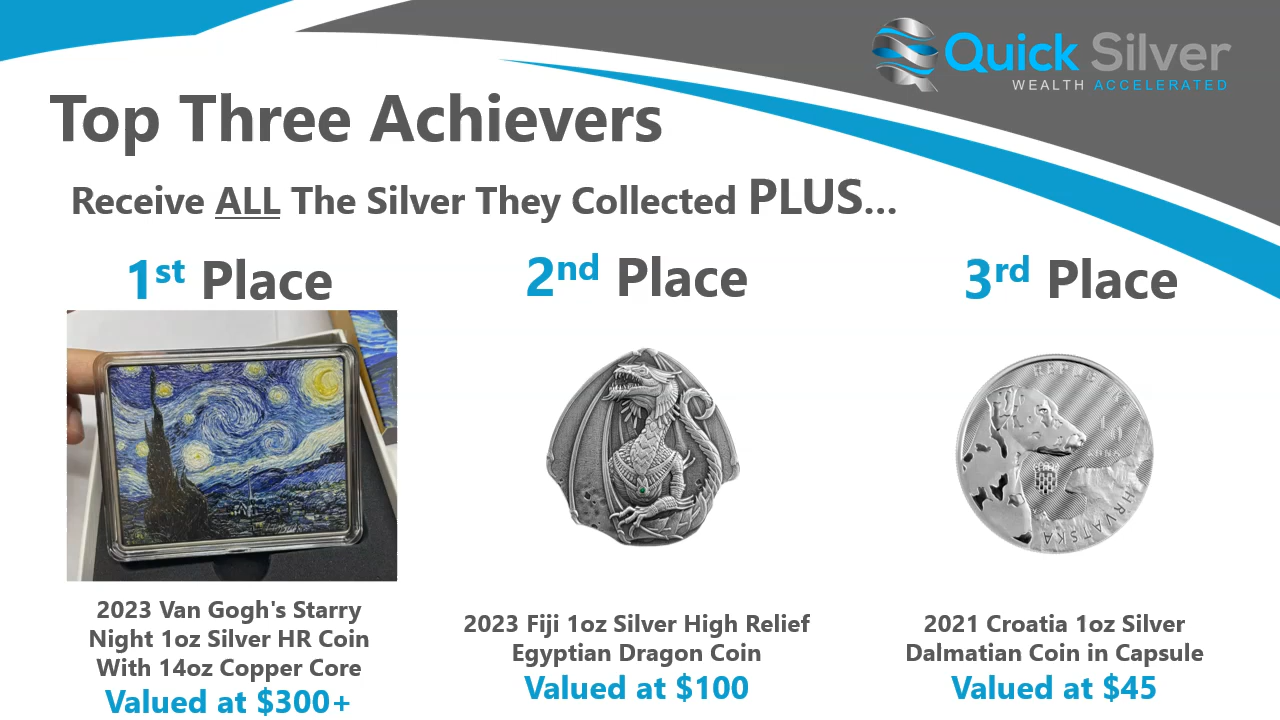 Quick Silver
WEALTH ACCELERATED
Top Three Achievers
Receive ALL The Silver They Collected PLUS...
1st Place
2nd Place
3rd Place
REPUBLIKA
10
KUNA
HRVATSKA
2023 Van Gogh's Starry
Night 1oz Silver HR Coin
With 14oz Copper Core
Valued at $300+
2023 Fiji 1oz Silver High Relief
Egyptian Dragon Coin
Valued at $100
2021 Croatia 1oz Silver
Dalmatian Coin in Capsule
Valued at $45